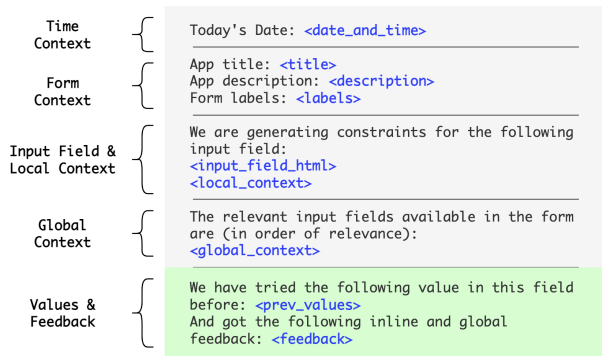 Time
Context
Today's Date: <date_and_time>
Form
Context
App title: <title>
App description: <description>
Form labels: <labels>
Input Field &
Local Context
We are generating constraints for the following
input field:
<input_field_html>
<local_context>
Global
Context
The relevant input fields available in the form
are (in order of relevance):
<global_context>
Values &
Feedback
We have tried the following value in this field
before: <prev_values>
And got the following inline and global
feedback: <feedback>